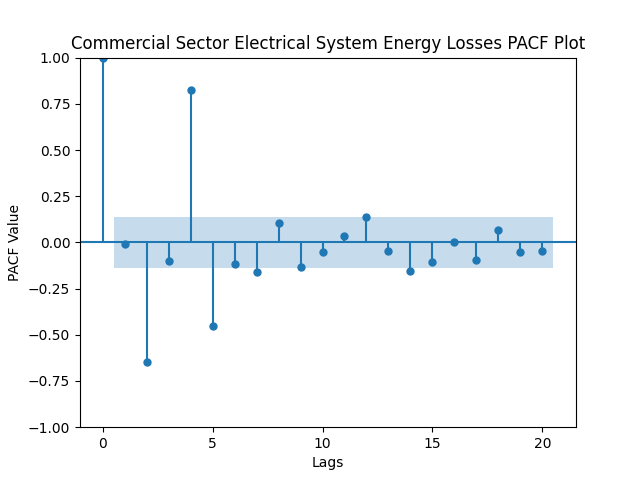 Commercial Sector Electrical System Energy Losses PACF Plot
1.00
0.75
0.50
0.25
0.00
−0.25
−0.50
−0.75
−1.00
PACF Value
0 5 10 15 20
Lags